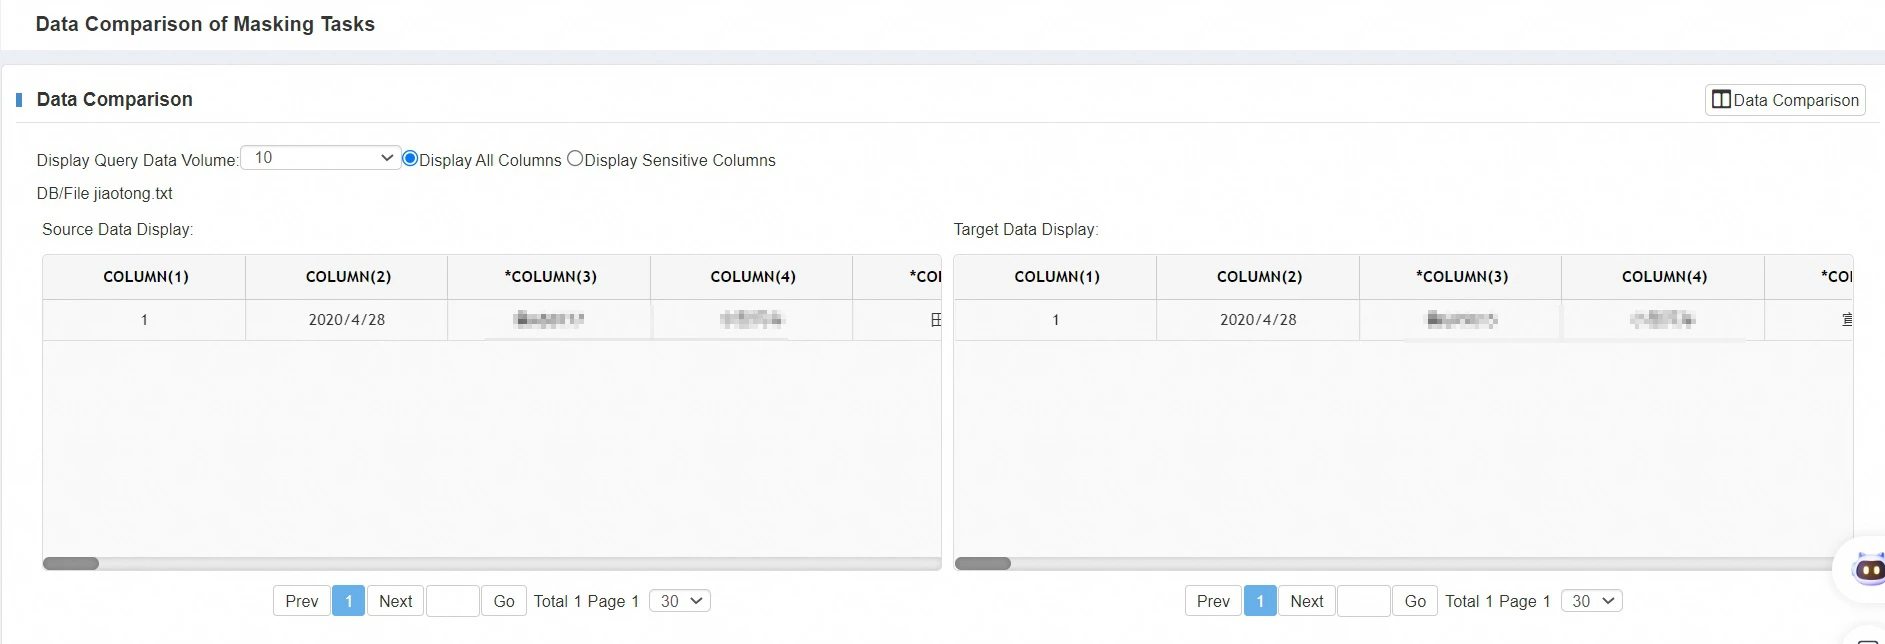 Data Comparison of Masking Tasks
Data Comparison
Data Comparison
Display Query Data Volume: 10 Display All Columns Display Sensitive Columns
DB/File jiaotong.txt
Source Data Display:
COLUMN(1) COLUMN(2) *COLUMN(3) COLUMN(4) *COL
1 2020/4/28 田
Prev 1 Next Go Total 1 Page 1 30
Target Data Display:
COLUMN(1) COLUMN(2) *COLUMN(3) COLUMN(4) *COL
1 2020/4/28
Prev 1 Next Go Total 1 Page 1 30